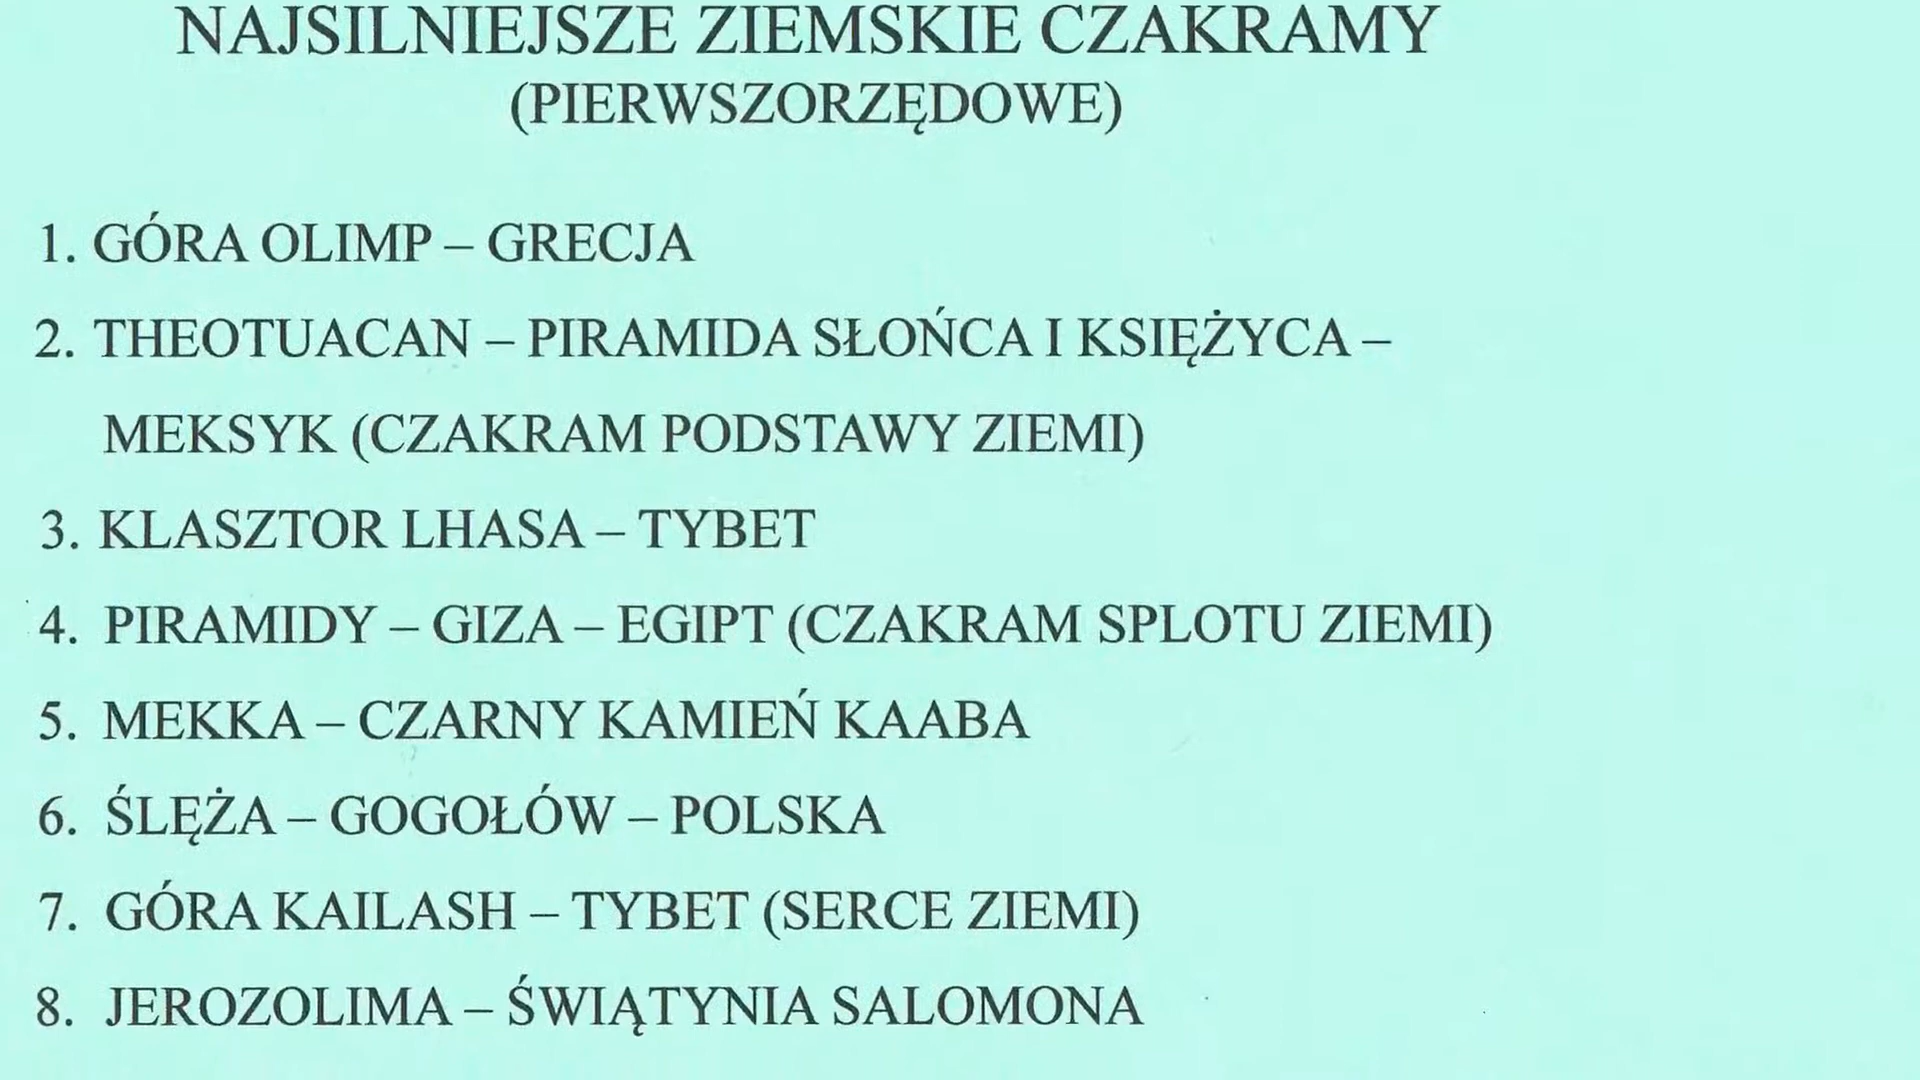 NAJSILNIEJSZE ZIEMSKIE CZAKRAMY
(PIERWSZORZĘDOWE)
1. GÓRA OLIMP – GRECJA
2. THEOTUACAN – PIRAMIDA SŁOŃCA I KSIĘŻYCA –
MEKSYK (CZAKRAM PODSTAWY ZIEMI)
3. KLASZTOR LHASA – TYBET
4. PIRAMIDY – GIZA – EGIPT (CZAKRAM SPLOTU ZIEMI)
5. MEKKA – CZARNY KAMIEŃ KAABA
6. ŚLĘŻA – GOGOŁÓW – POLSKA
7. GÓRA KAILASH – TYBET (SERCE ZIEMI)
8. JEROZOLIMA – ŚWIĄTYNIA SALOMONA